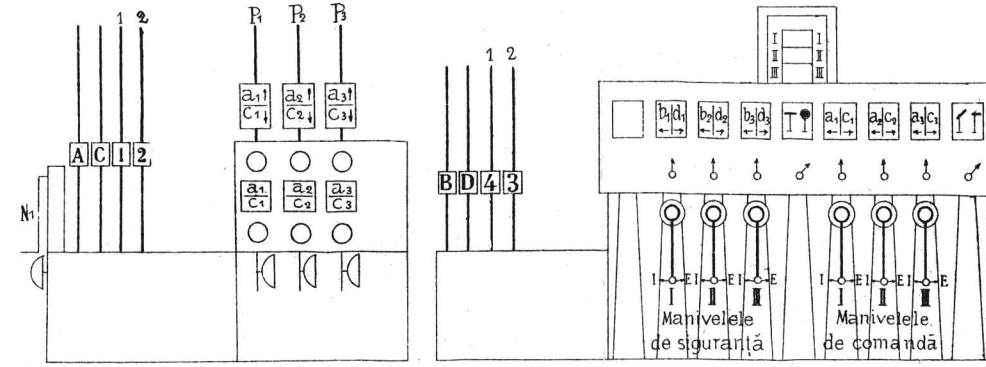 1 2
P1 P2 P3
a1↑ a2↑ a3↑
c1↓ c2↓ c3↓
A C 1 2
a1 a2 a3
c1 c2 c3
N1
1 2
B D 4 3
I I
II II
III III
b1|d1 b2|d2 b3|d3 a1|c1 a2|c2 a3|c3
I E I E I E I E I E I E
I II III I II III
Manivelele Manivelele
de siguranță de comandă